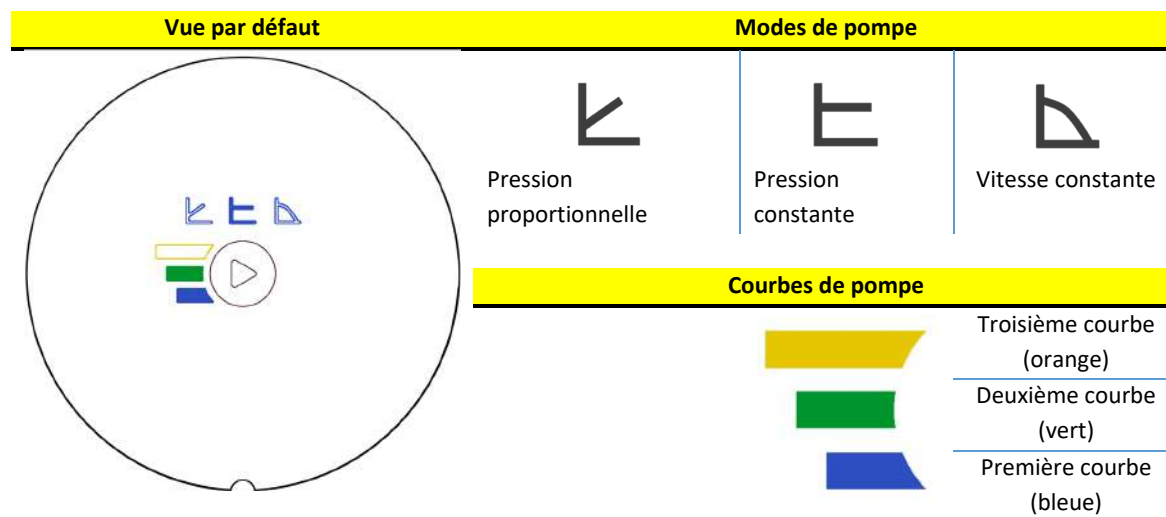 Vue par défaut
Modes de pompe
Pression
proportionnelle
Pression
constante
Vitesse constante
Courbes de pompe
Troisième courbe
(orange)
Deuxième courbe
(vert)
Première courbe
(bleue)